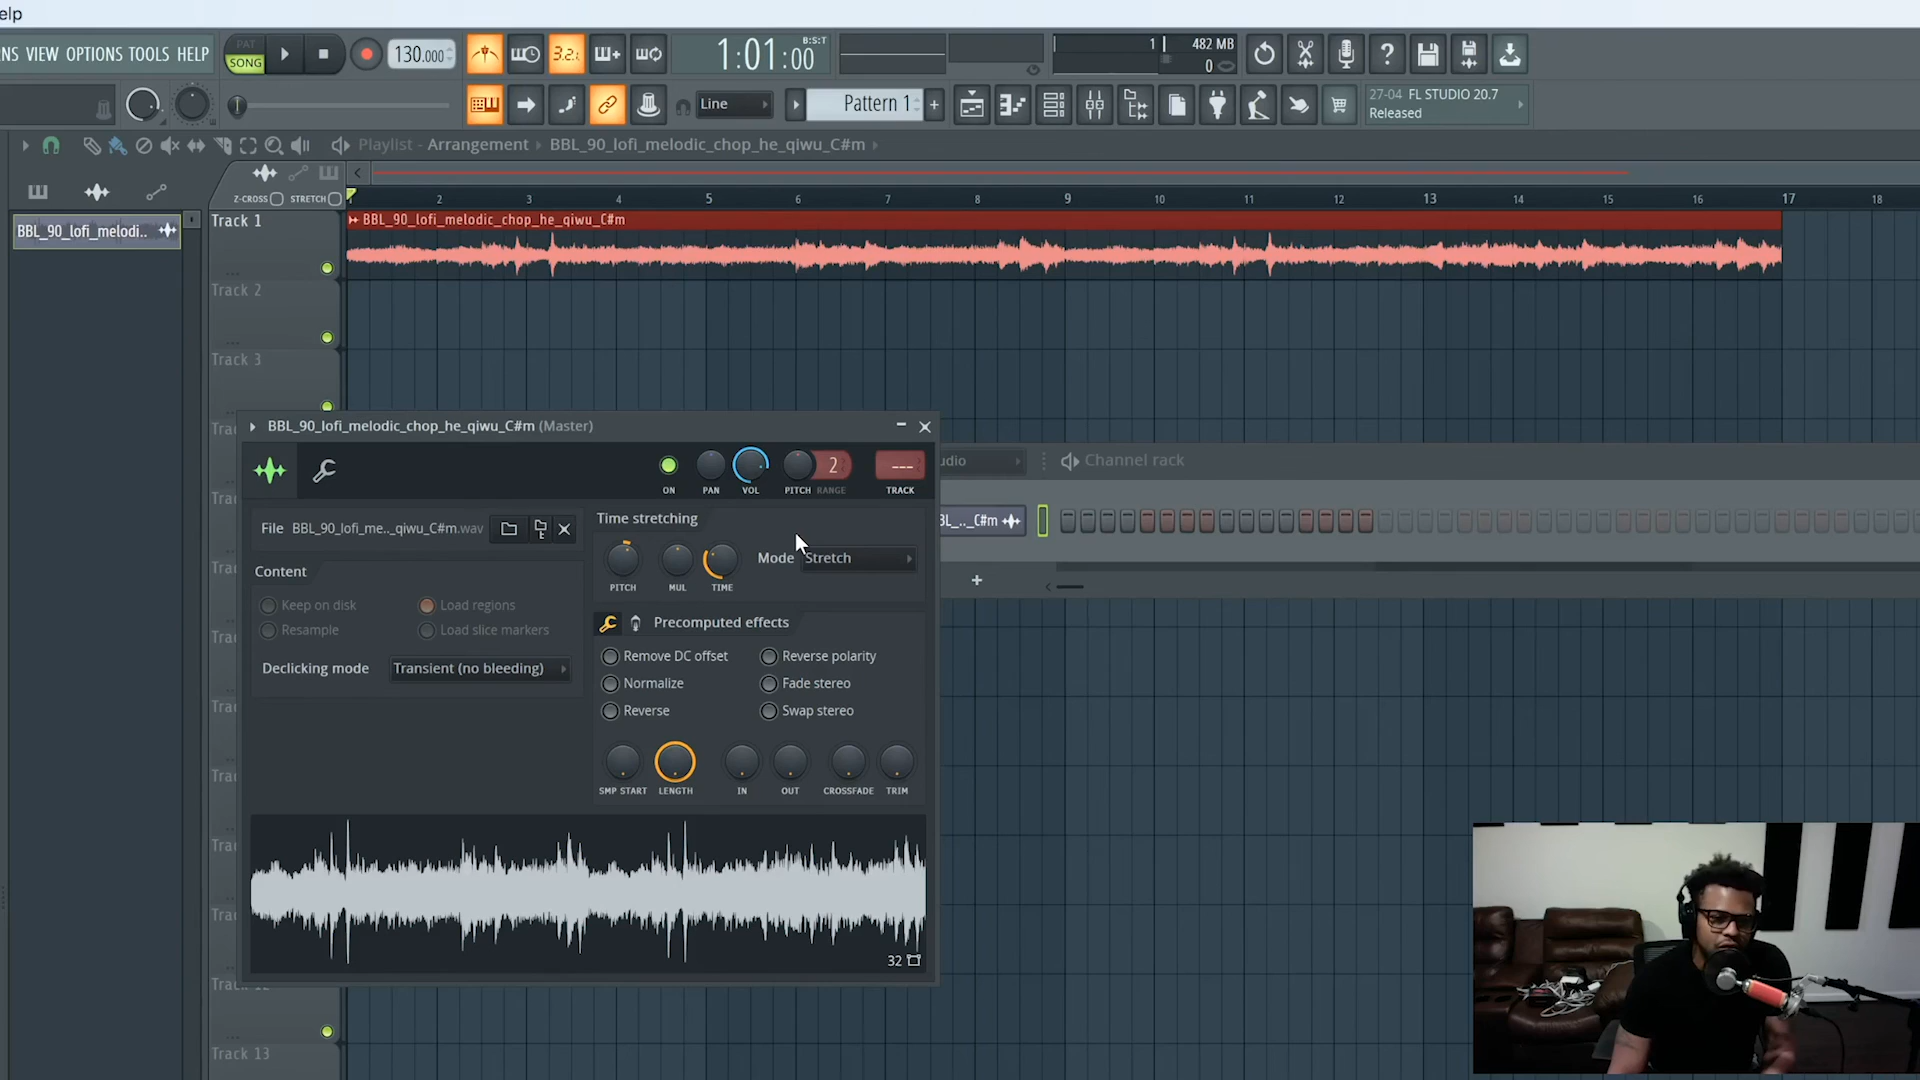 elp
NS VIEW OPTIONS TOOLS HELP
PAT
SONG
130.000
3.2.
1:01:00
B:S:T
1
482 MB
0
Line
Pattern 1
+
27-04 FL STUDIO 20.7
Released
Playlist - Arrangement › BBL_90_lofi_melodic_chop_he_qiwu_C#m
Z-CROSS
STRETCH
1 2 3 4 5 6 7 8 9 10 11 12 13 14 15 16 17 18
BBL_90_lofi_melodi..
Track 1
BBL_90_lofi_melodic_chop_he_qiwu_C#m
Track 2
Track 3
BBL_90_lofi_melodic_chop_he_qiwu_C#m (Master)
ON
PAN
VOL
PITCH
2
RANGE
---
TRACK
dio
Channel rack
File BBL_90_lofi_me.._qiwu_C#m.wav
Time stretching
BL_.._C#m
PITCH
MUL
TIME
Mode
Stretch
+
Content
Keep on disk
Load regions
Resample
Load slice markers
Declicking mode
Transient (no bleeding)
Precomputed effects
Remove DC offset
Reverse polarity
Normalize
Fade stereo
Reverse
Swap stereo
SMP START
LENGTH
IN
OUT
CROSSFADE
TRIM
32
Track 13